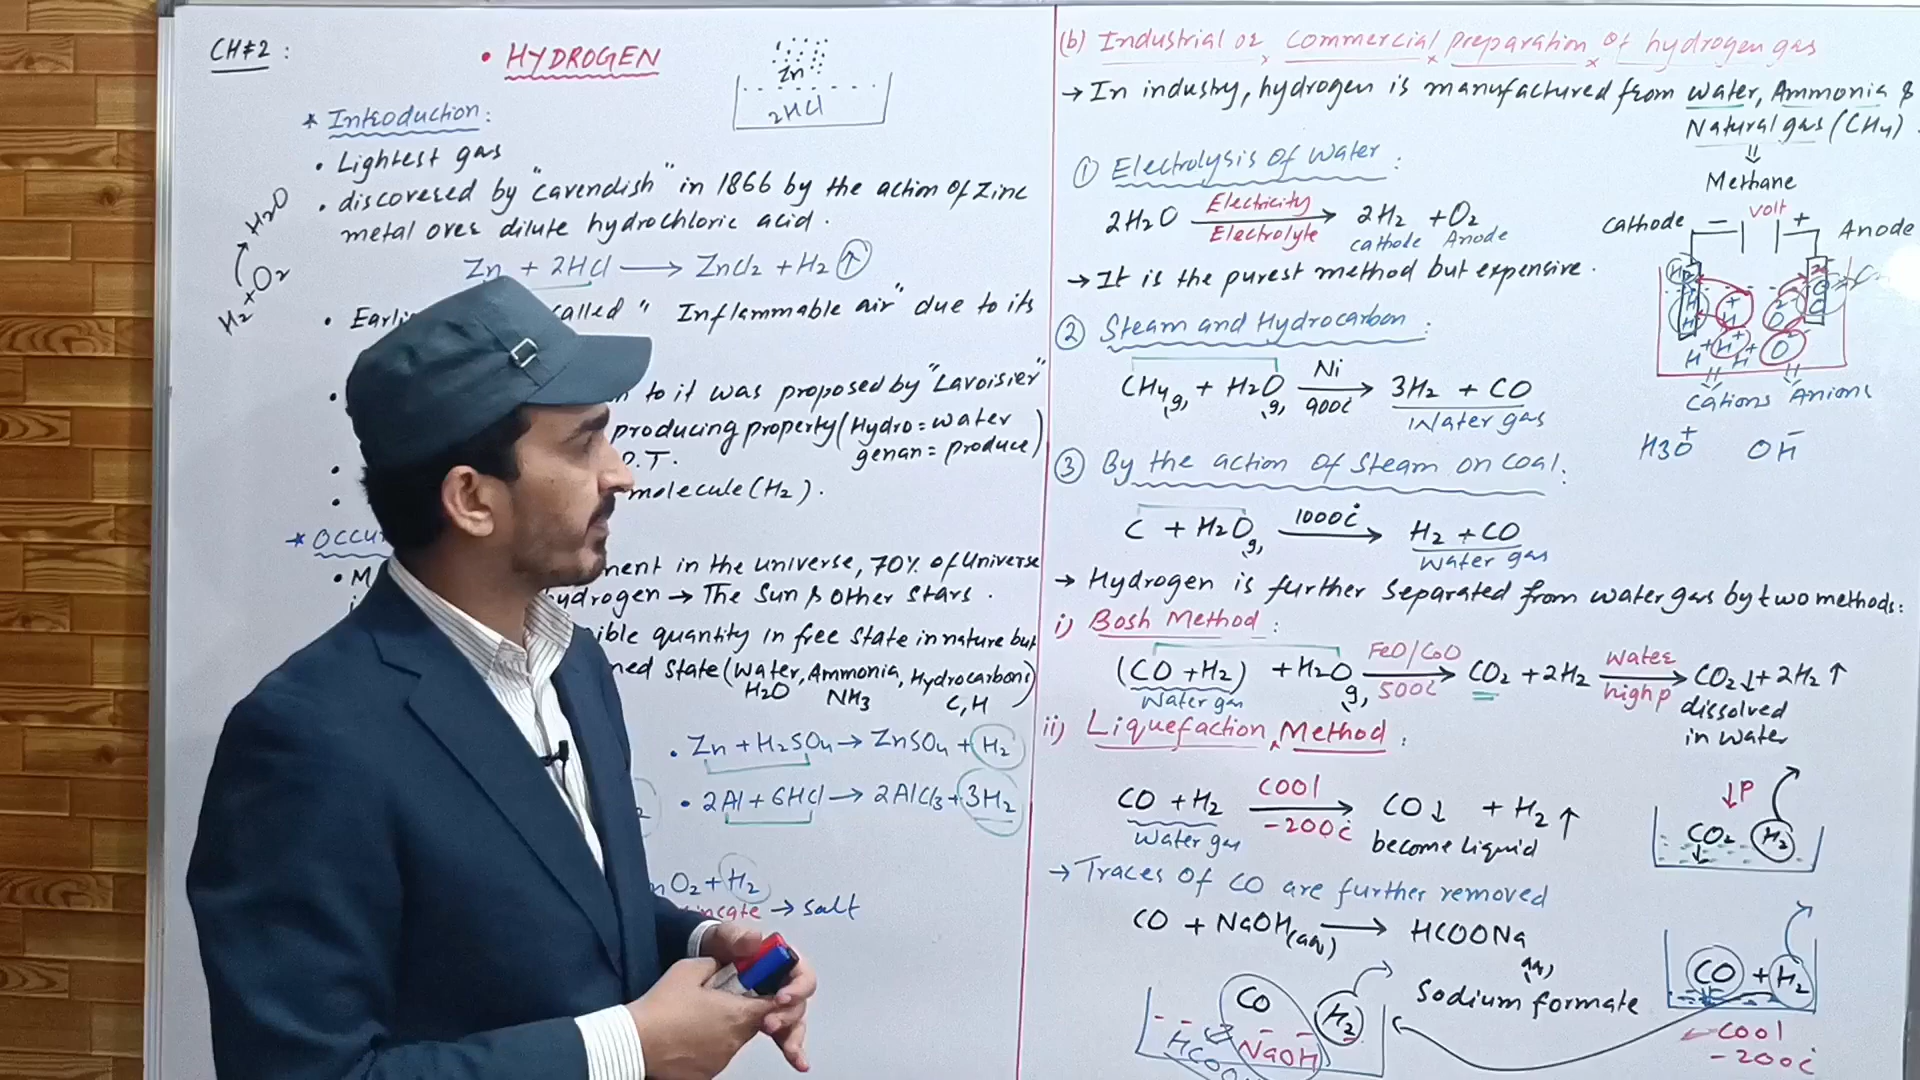 CH#2:
• HYDROGEN
Zn
2HCl
* Introduction:
• Lightest gas
• discovered by "Cavendish" in 1866 by the action of Zinc
metal over dilute hydrochloric acid.
Zn + 2HCl → ZnCl2 + H2 ↑
H2+O2 → H2O
• called " Inflammable air" due to its
to it was proposed by "Lavoisier"
producing property (Hydro = water
genan = produce)
P.T.
molecule (H2).
* 
in the universe, 70% of Universe
→ The Sun & other stars.
quantity in free state in nature but
state (Water, Ammonia, Hydrocarbons)
H2O NH3 C,H
• Zn + H2SO4 → ZnSO4 + H2
• 2Al + 6HCl → 2AlCl3 + 3H2
O2 + H2
→ salt
(b) Industrial or Commercial preparation of hydrogen gas
→ In industry, hydrogen is manufactured from water, Ammonia &
Natural gas (CH4).
Methane
① Electrolysis of water:
2H2O Electricity Electrolyte → 2H2 + O2
cathode Anode
→ It is the purest method but expensive.
Cathode − volt + Anode
H+ H+ H+
Cations Anions
H3O+ OH−
② Steam and Hydrocarbon:
CH4(g) + H2O(g) Ni 900c → 3H2 + CO
Water gas
③ By the action of steam on coal:
C + H2O(g) 1000c → H2 + CO
water gas
→ Hydrogen is further separated from water gas by two methods:
i) Bosh Method:
(CO + H2) + H2O(g) FeO/CoO 500c → CO2 + 2H2 Water high p → CO2↓ + 2H2↑
Water gas
dissolved
in water
ii) Liquefaction Method:
CO + H2 cool -200c → CO↓ + H2↑
Water gas become liquid
↓P
CO2 H2
→ Traces of CO are further removed
CO + NaOH(aq) → HCOONa(aq)
Sodium formate
CO + H2
cool
-200c
CO H2
NaOH